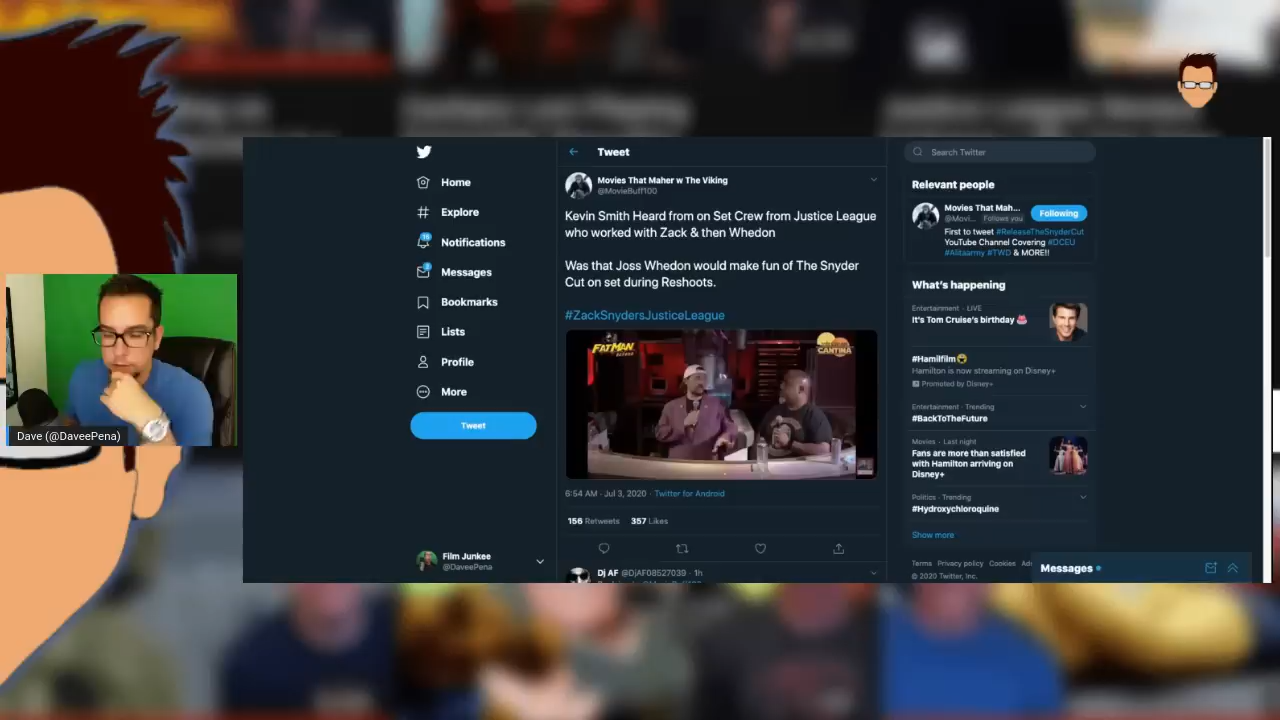 Tweet
Search Twitter
Home
Explore
Notifications
Messages
Bookmarks
Lists
Profile
More
Tweet
Film Junkee
@DaveePena
Movies That Maher w The Viking
@MovieBuff100
Kevin Smith Heard from on Set Crew from Justice League
who worked with Zack & then Whedon
Was that Joss Whedon would make fun of The Snyder
Cut on set during Reshoots.
#ZackSnydersJusticeLeague
FATMAN
CANTINA
6:54 AM · Jul 3, 2020 · Twitter for Android
156 Retweets 357 Likes
Dj AF @DjAF08527039 · 1h
Relevant people
Movies That Mah...
@Movi... Follows you
Following
First to tweet #ReleaseTheSnyderCut
YouTube Channel Covering #DCEU
#Alitaarmy #TWD & MORE!!
What's happening
Entertainment · LIVE
It's Tom Cruise's birthday
#Hamilfilm
Hamilton is now streaming on Disney+
Promoted by Disney+
Entertainment · Trending
#BackToTheFuture
Movies · Last night
Fans are more than satisfied
with Hamilton arriving on
Disney+
Politics · Trending
#Hydroxychloroquine
Show more
Terms Privacy policy Cookies
© 2020 Twitter, Inc.
Messages
Dave (@DaveePena)